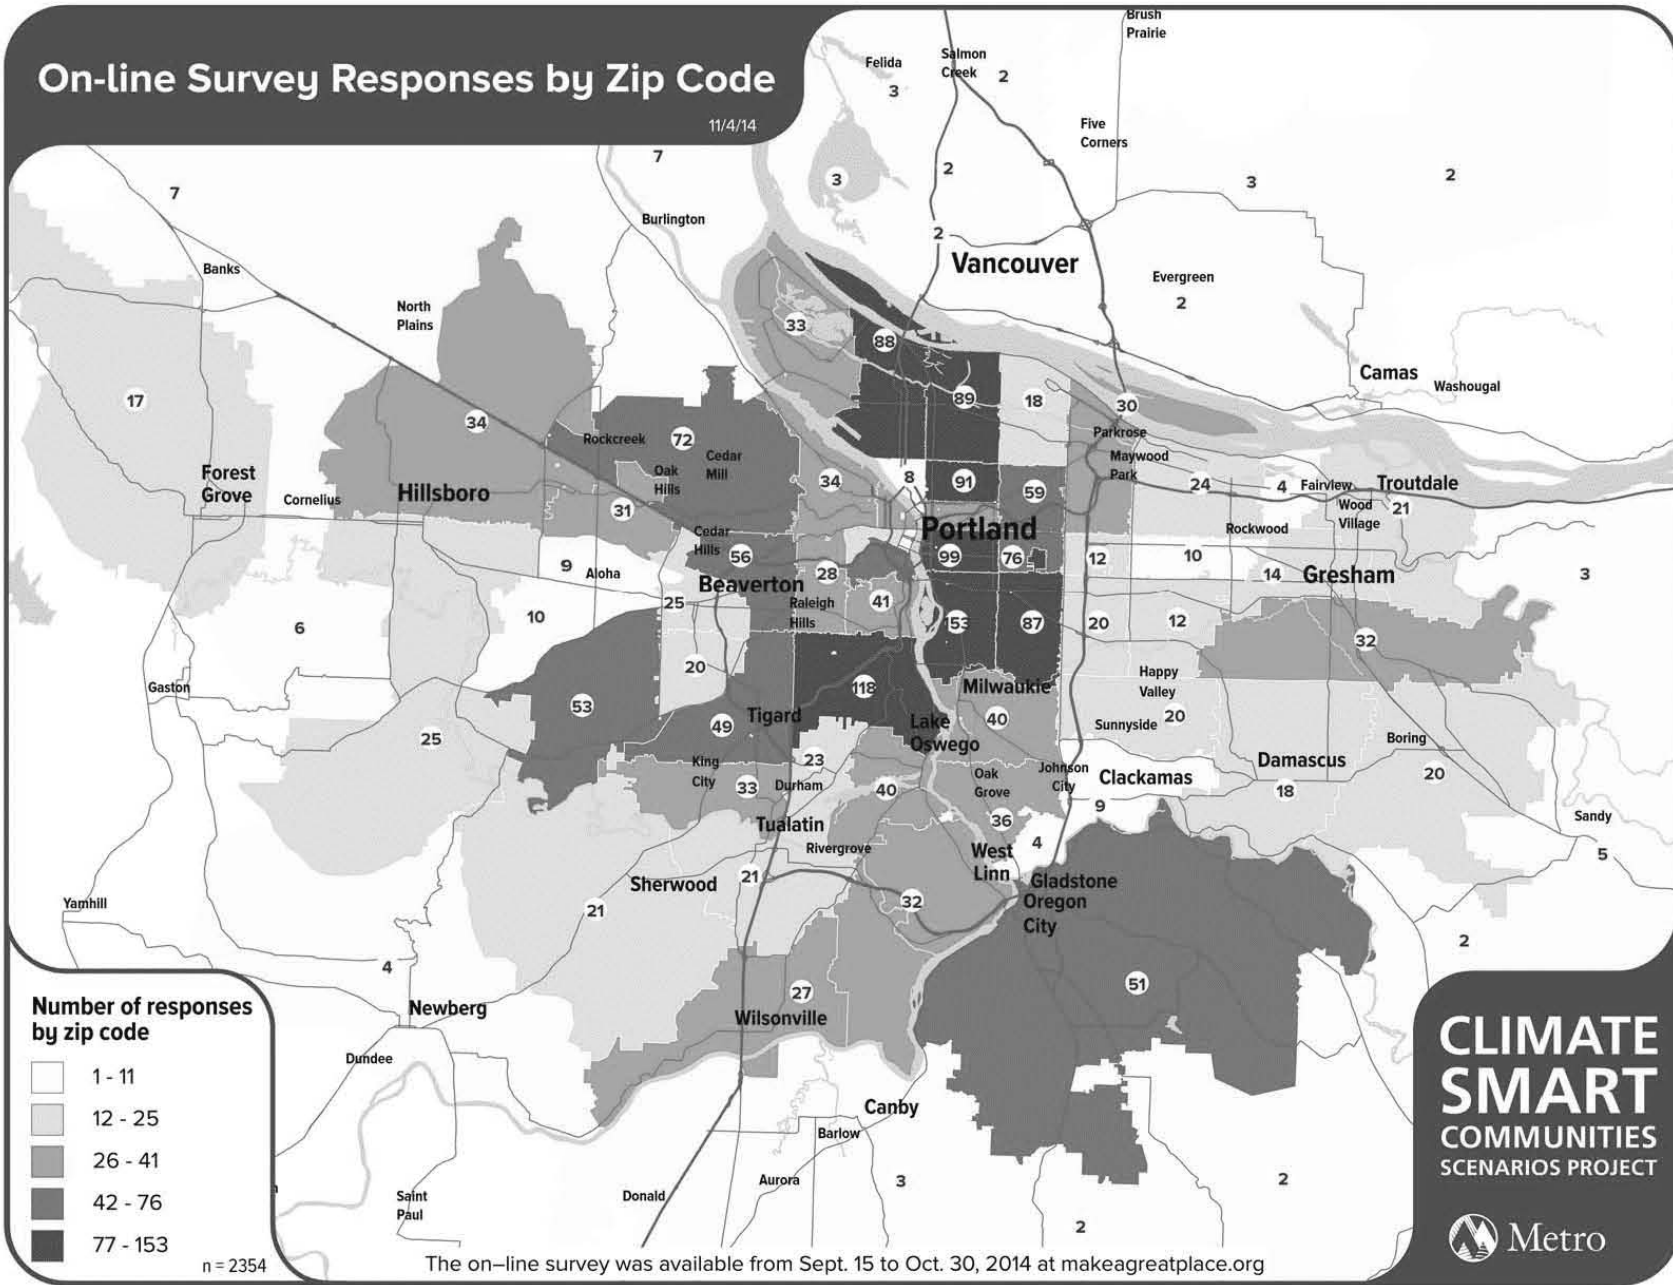 On-line Survey Responses by Zip Code
11/4/14
Brush
Prairie
Felida
3
Salmon
Creek
2
Five
Corners
7
7
3
2
3
2
Burlington
2
Vancouver
Banks
Evergreen
2
North
Plains
33
88
Camas
Washougal
17
34
89
18
30
Parkrose
Rockcreek
72
Cedar
Mill
Maywood
Park
Forest
Grove
Cornelius
Hillsboro
Oak
Hills
34
8
91
59
24
4
Fairview
Troutdale
31
Wood
Village
21
Portland
Rockwood
Cedar
Hills
56
99
76
12
10
9
Aloha
Beaverton
28
14
Gresham
3
25
Raleigh
Hills
41
6
10
153
87
20
12
32
20
Gaston
53
118
Milwaukie
Happy
Valley
20
Sunnyside
25
49
Tigard
Lake
Oswego
40
Boring
King
City
23
Oak
Grove
Johnson
City
Clackamas
Damascus
20
33
Durham
40
9
18
Tualatin
36
Sandy
Rivergrove
West
Linn
4
5
Sherwood
21
Gladstone
Oregon
City
Yamhill
21
32
2
4
51
27
Newberg
Wilsonville
Dundee
Canby
Barlow
Aurora
3
2
Saint
Paul
Donald
2
Number of responses
by zip code
1 - 11
12 - 25
26 - 41
42 - 76
77 - 153
n = 2354
The on–line survey was available from Sept. 15 to Oct. 30, 2014 at makeagreatplace.org
CLIMATE
SMART
COMMUNITIES
SCENARIOS PROJECT
Metro